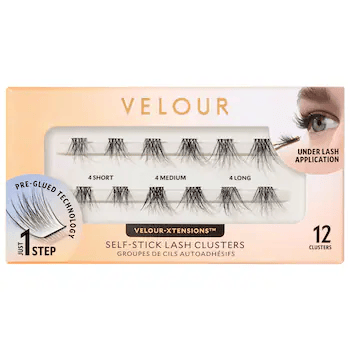 VELOUR
UNDER LASH
APPLICATION
4 SHORT
4 MEDIUM
4 LONG
PRE-GLUED TECHNOLOGY
JUST 1 STEP
VELOUR-XTENSIONS™
SELF-STICK LASH CLUSTERS
GROUPES DE CILS AUTOADHÉSIFS
12
CLUSTERS